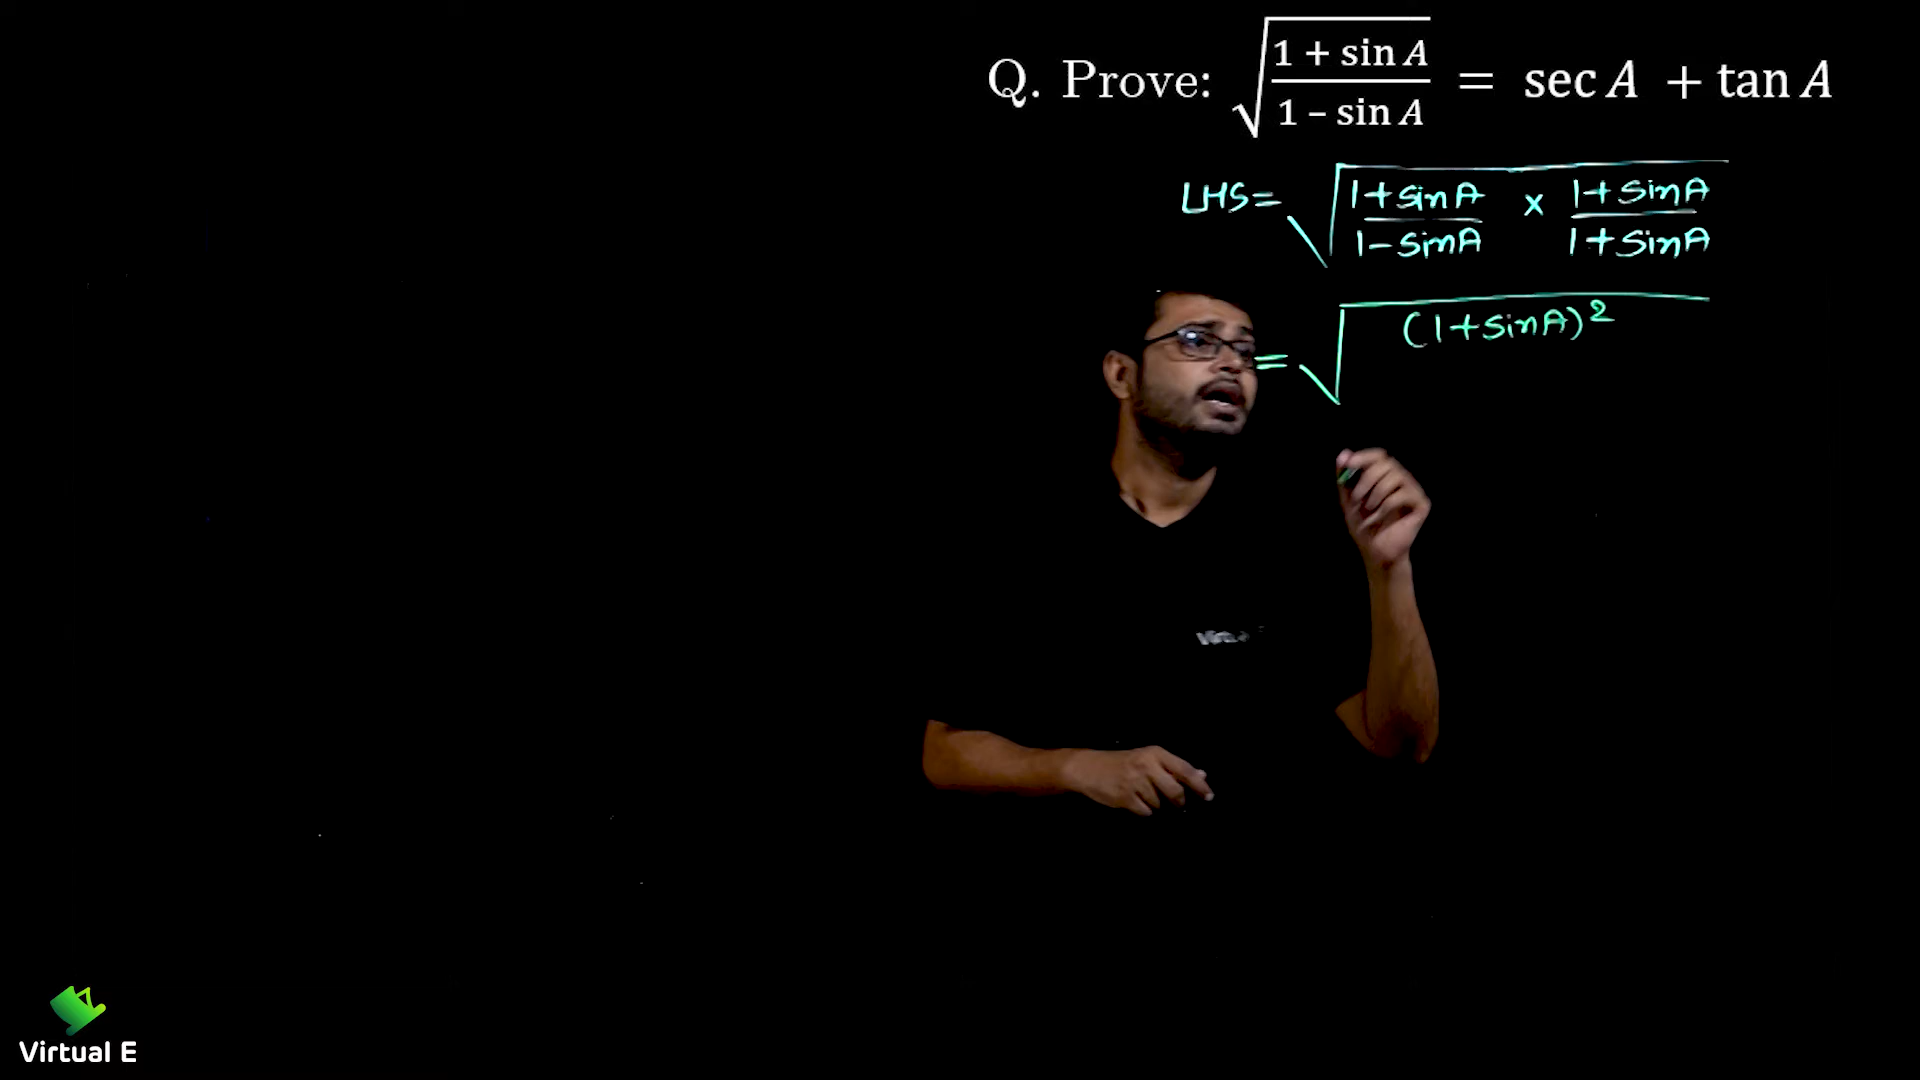 Q. Prove: √((1 + sin A)/(1 – sin A)) = sec A + tan A
LHS = √((1+sinA)/(1-sinA) × (1+sinA)/(1+sinA))
= √((1+sinA)²
Virtual E